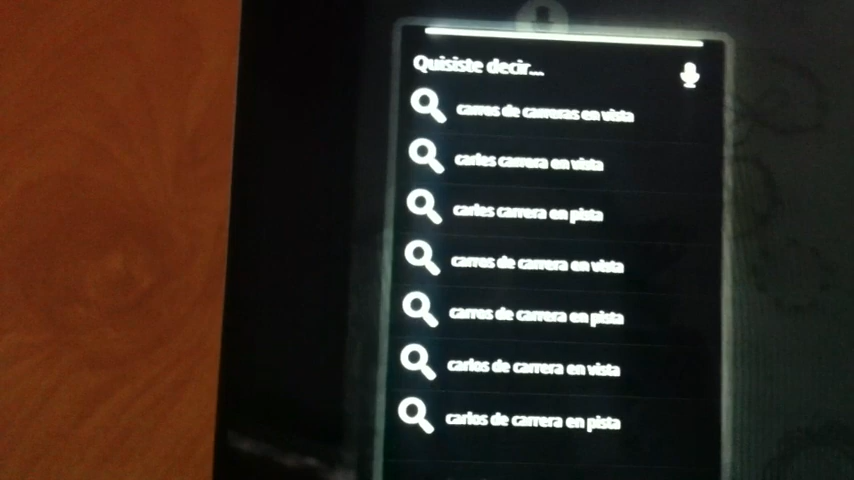 Quisiste decir...
carros de carreras en vista
carlos carrera en vista
carlos carrera en pista
carros de carrera en vista
carros de carrera en pista
carlos de carrera en vista
carlos de carrera en pista